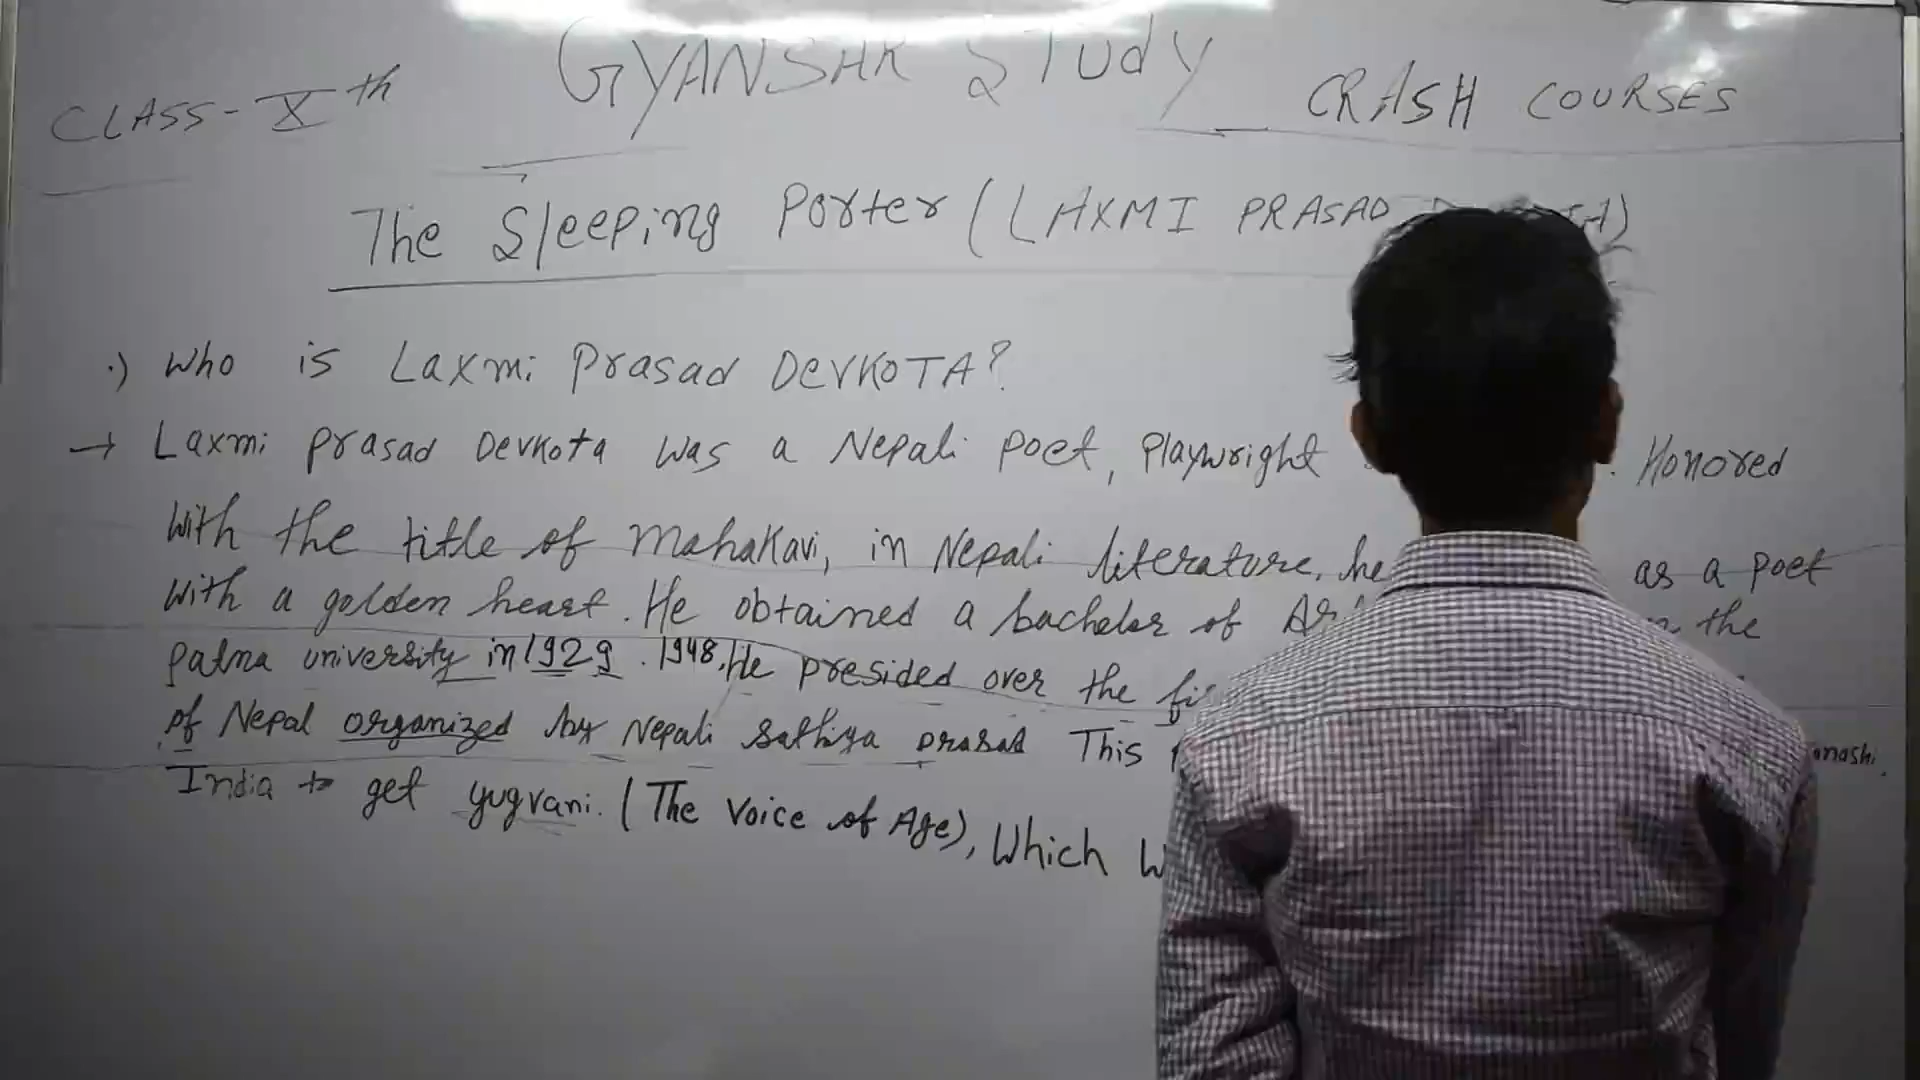 GYANSAR Study
CLASS-Xth CRASH COURSES
The Sleeping Porter (LAXMI PRASAD
.) Who is Laxmi Prasad DEVKOTA?
→ Laxmi prasad Devkota was a Nepali poet, Playwright Honored
With the title of mahakavi, in Nepali literature, he as a poet
With a golden heart. He obtained a bachelor of the
Patna university in 1929. 1948, He presided over the
of Nepal organized by Nepali sathiya prasad This
India to get yugvani. (The Voice of Age), Which